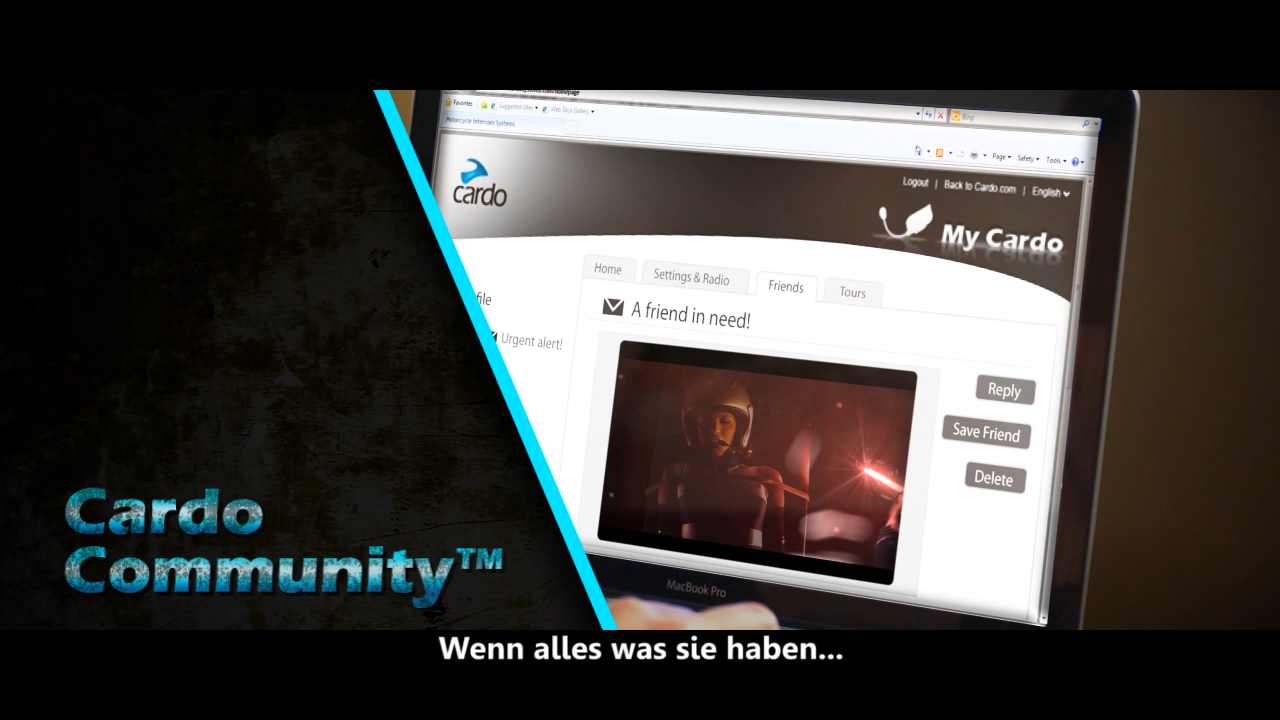 Favorites
Suggested Sites
Web Slice Gallery
Bing
Motorcycle Intercom Systems
Page
Safety
Tools
cardo
Logout | Back to Cardo.com | English
My Cardo
Home
Settings & Radio
Friends
Tours
file
A friend in need!
Urgent alert!
Reply
Save Friend
Delete
Cardo
Community™
MacBook Pro
Wenn alles was sie haben...